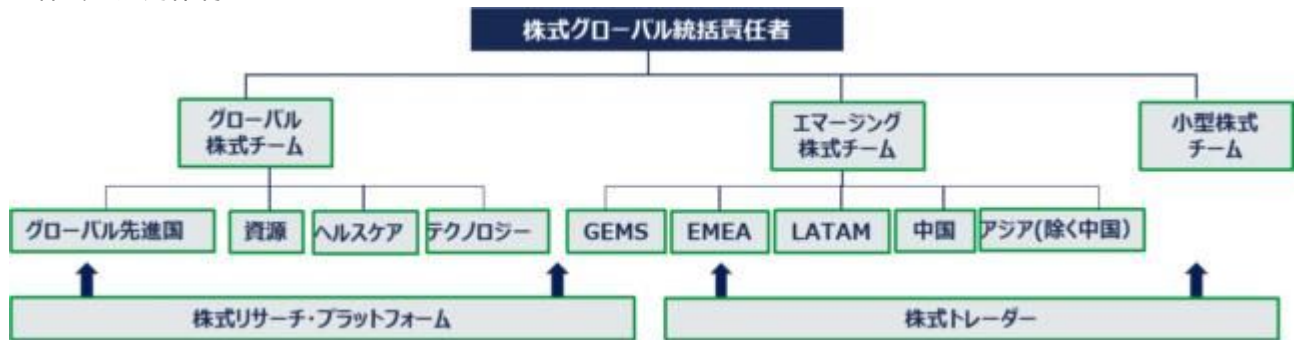 株式グローバル統括責任者
グローバル
株式チーム
エマージング
株式チーム
小型株式
チーム
グローバル先進国
資源
ヘルスケア
テクノロジー
GEMS
EMEA
LATAM
中国
アジア(除く中国)
株式リサーチ・プラットフォーム
株式トレーダー